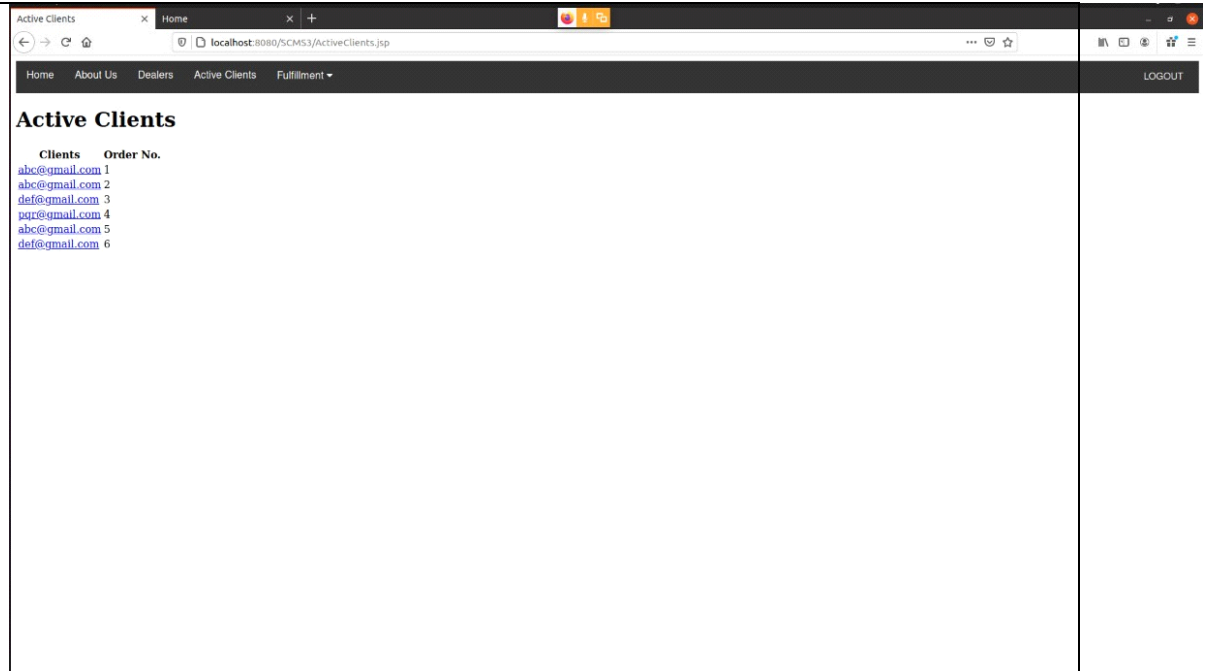 Active Clients Home
localhost:8080/SCMS3/ActiveClients.jsp
Home About Us Dealers Active Clients Fulfillment LOGOUT
Active Clients
Clients Order No.
abc@gmail.com 1
abc@gmail.com 2
def@gmail.com 3
pqr@gmail.com 4
abc@gmail.com 5
def@gmail.com 6